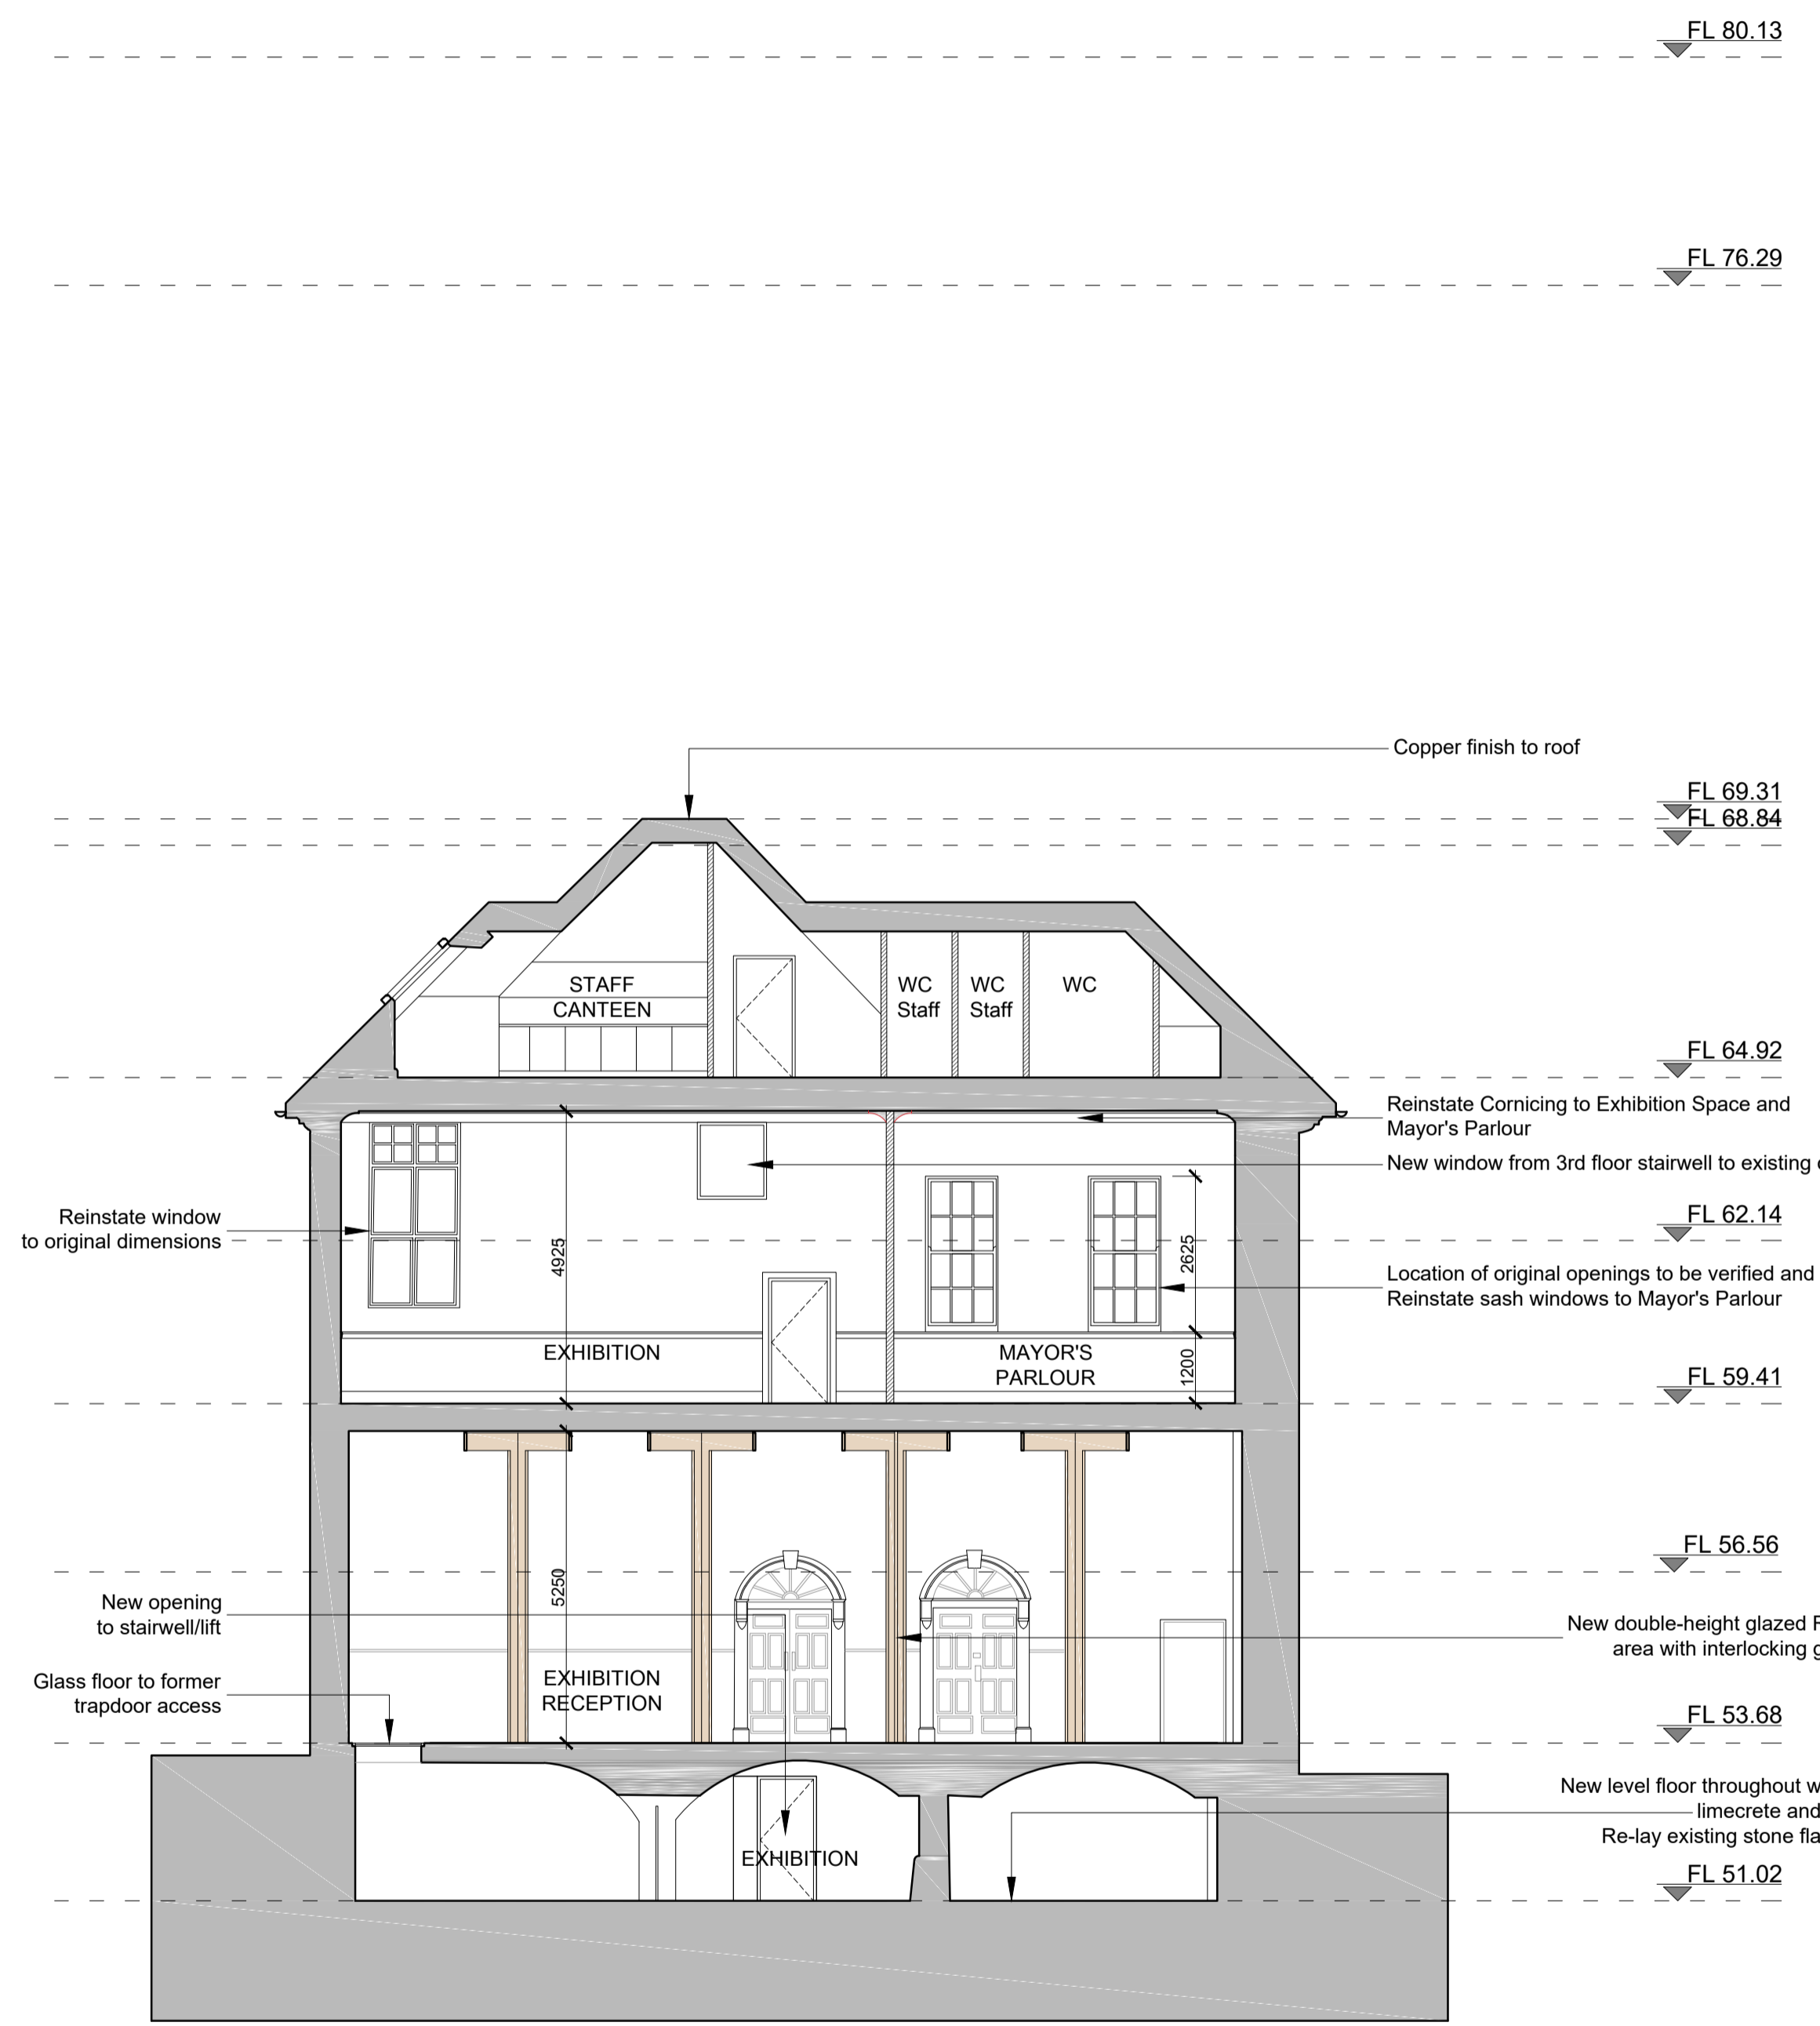 FL 80.13
FL 76.29
Copper finish to roof
FL 69.31
FL 68.84
STAFF
CANTEEN
WC
Staff
WC
Staff
WC
FL 64.92
Reinstate Cornicing to Exhibition Space and
Mayor's Parlour
New window from 3rd floor stairwell to existing
Reinstate window
to original dimensions
FL 62.14
4925
2625
Location of original openings to be verified and
Reinstate sash windows to Mayor's Parlour
EXHIBITION
MAYOR'S
PARLOUR
1200
FL 59.41
FL 56.56
5250
New opening
to stairwell/lift
New double-height glazed
area with interlocking
Glass floor to former
trapdoor access
EXHIBITION
RECEPTION
FL 53.68
New level floor throughout
limecrete and
Re-lay existing stone
EXHIBITION
FL 51.02